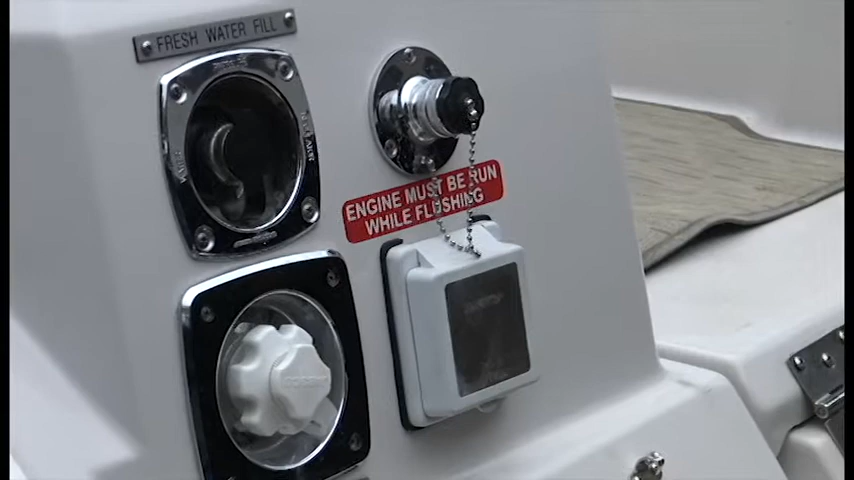 FRESH WATER FILL
ENGINE MUST BE RUN
WHILE FLUSHING